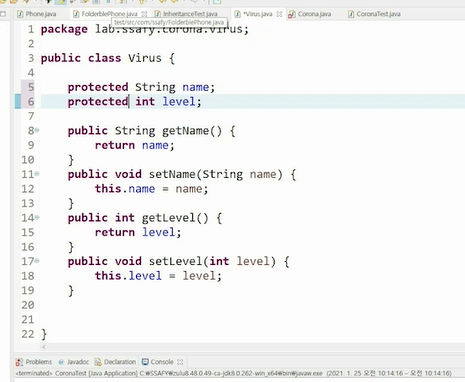 Phone.java FolderblePhone.java InheritanceTest.java *Virus.java Corona.java CoronaTest.java
test/src/com/ssafy/FolderblePhone.java
1 package lab.ssafy.corona.virus;
2
3 public class Virus {
4
5 protected String name;
6 protected int level;
7
8 public String getName() {
9 return name;
10 }
11 public void setName(String name) {
12 this.name = name;
13 }
14 public int getLevel() {
15 return level;
16 }
17 public void setLevel(int level) {
18 this.level = level;
19 }
20
21
22 }
Problems Javadoc Declaration Console
<terminated> CoronaTest [Java Application] C:₩SSAFY₩zulu8.48.0.49-ca-jdk8.0.262-win_x64₩bin₩javaw.exe (2021. 1. 25 오전 10:14:16 – 오전 10:14:16)